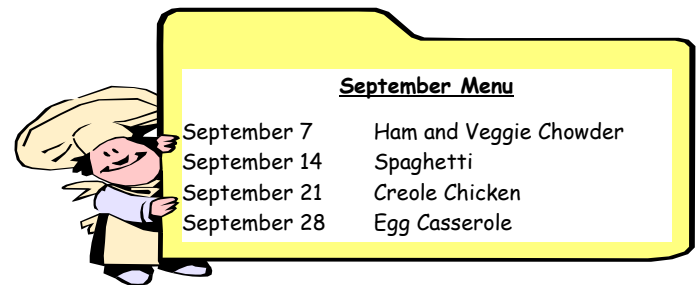 September Menu
September 7 Ham and Veggie Chowder
September 14 Spaghetti
September 21 Creole Chicken
September 28 Egg Casserole